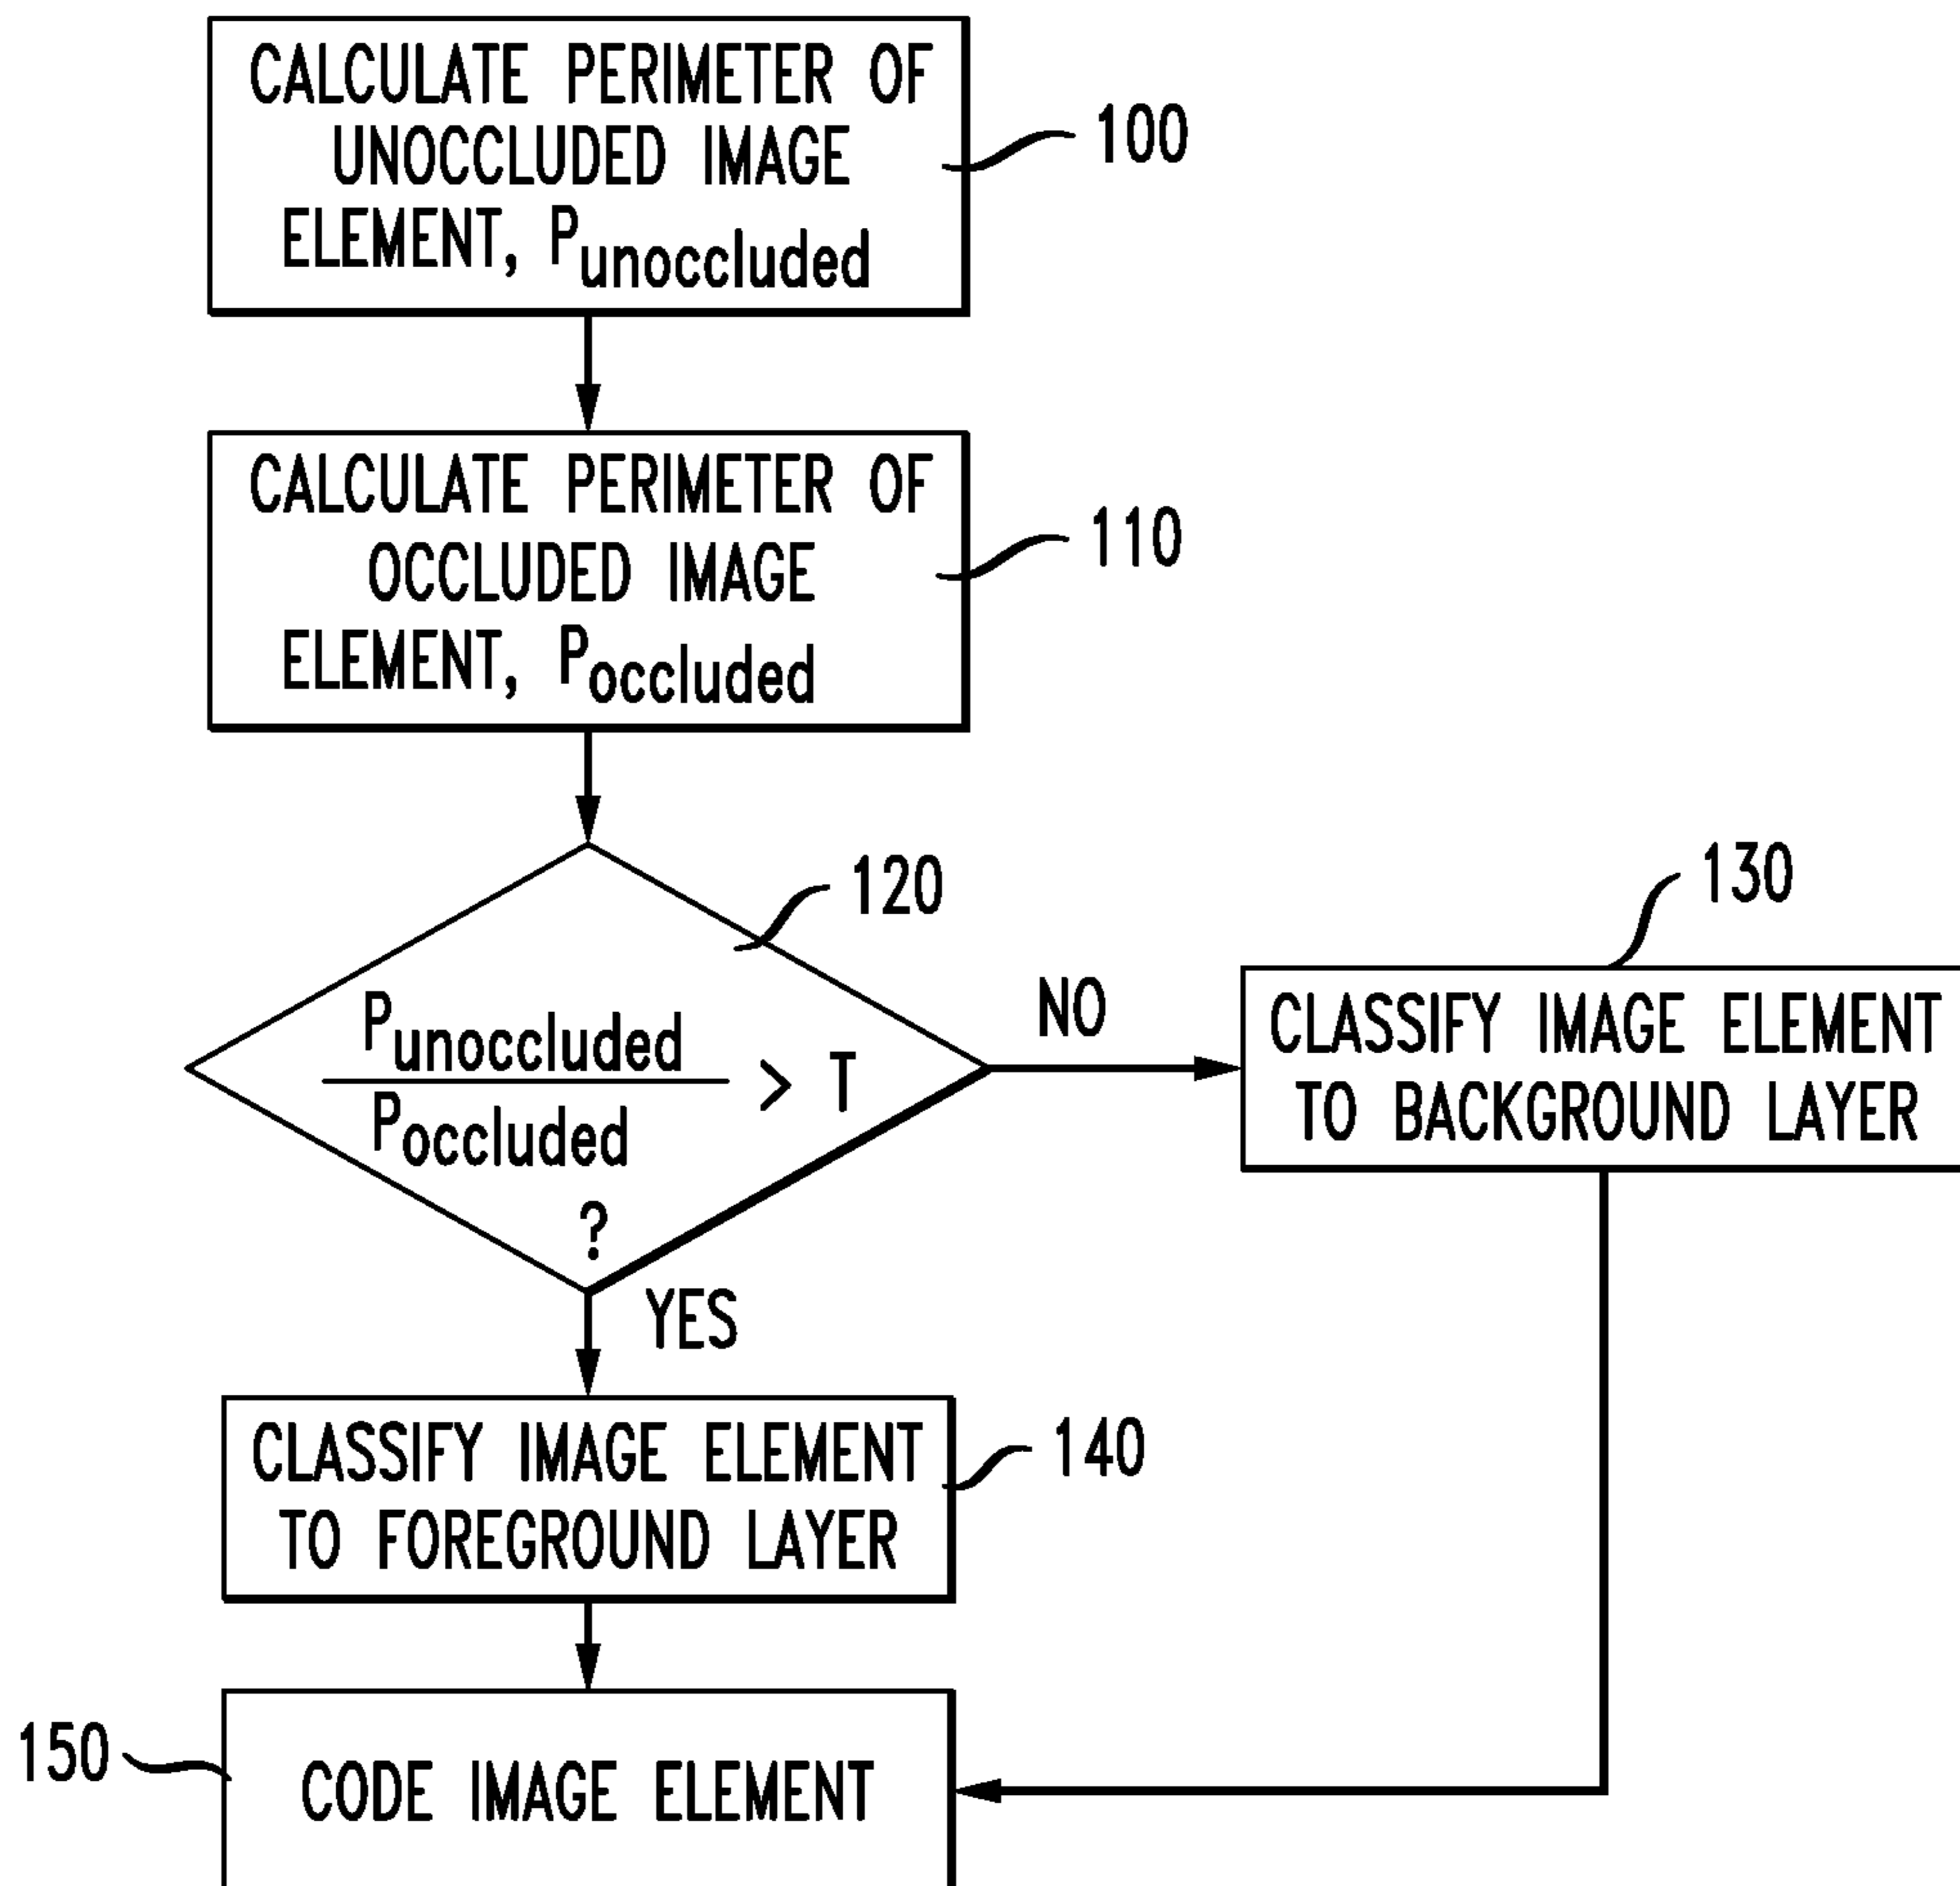 CALCULATE PERIMETER OF
UNOCCLUDED IMAGE
ELEMENT, Punoccluded
100
CALCULATE PERIMETER OF
OCCLUDED IMAGE
ELEMENT, Poccluded
110
120
Punoccluded
Poccluded
> T
?
NO
YES
130
CLASSIFY IMAGE ELEMENT
TO BACKGROUND LAYER
CLASSIFY IMAGE ELEMENT
TO FOREGROUND LAYER
140
150
CODE IMAGE ELEMENT